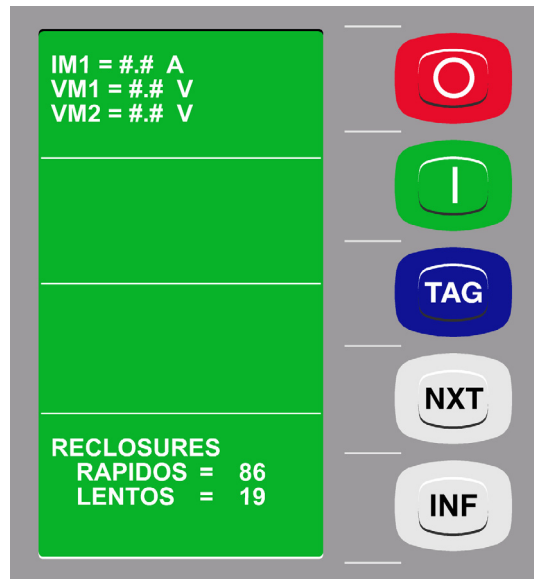 IM1 = #.# A
VM1 = #.# V
VM2 = #.# V
RECLOSURES
RAPIDOS = 86
LENTOS = 19
O
I
TAG
NXT
INF